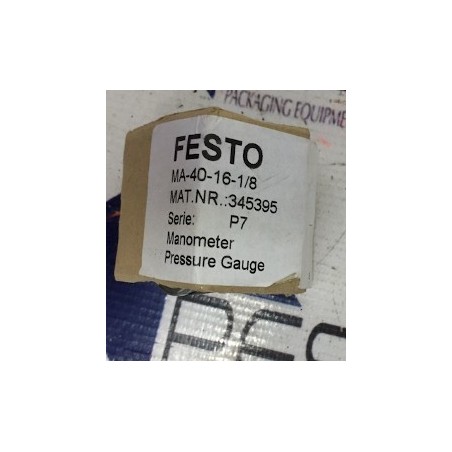 PACKAGING EQUIPME
FESTO
MA-40-16-1/8
MAT.NR.:345395
Serie: P7
Manometer
Pressure Gauge